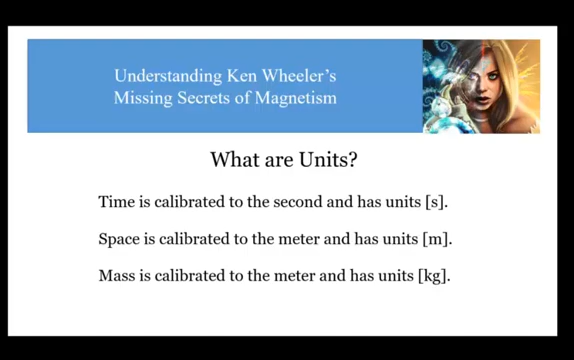 Understanding Ken Wheeler's
Missing Secrets of Magnetism
What are Units?
Time is calibrated to the second and has units [s].
Space is calibrated to the meter and has units [m].
Mass is calibrated to the meter and has units [kg].